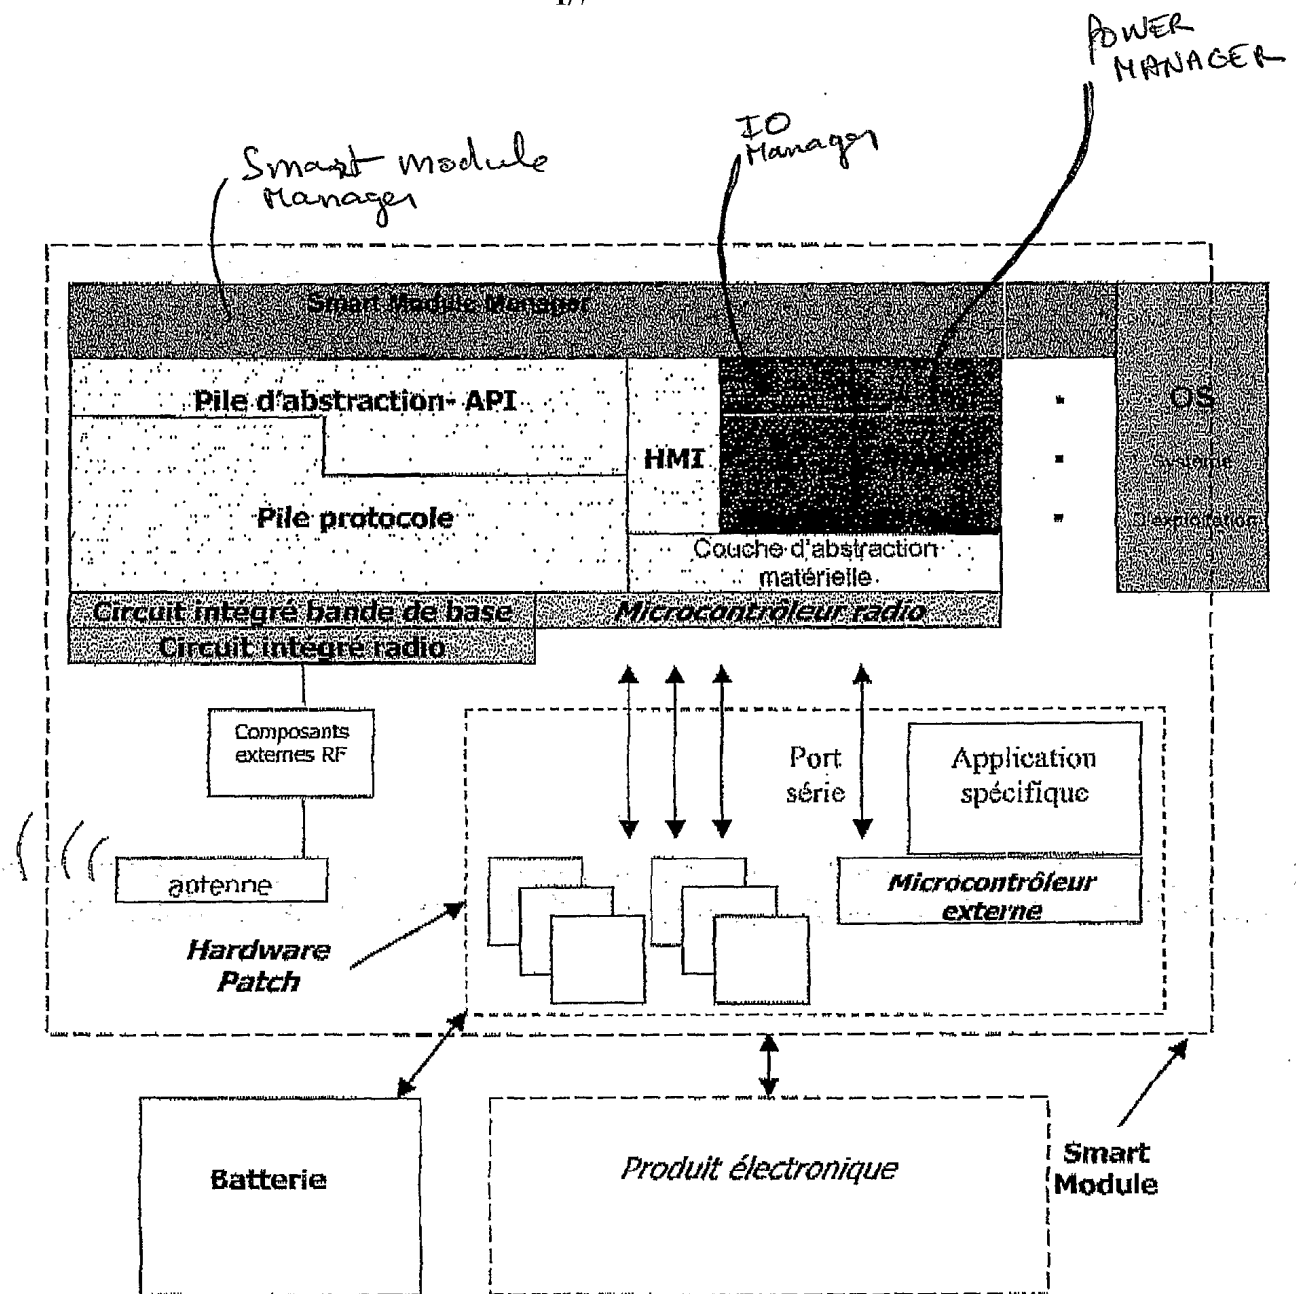 POWER
MANAGER
IO
Manager
Smart module
Manager
Smart Module Manager
Pile d'abstraction- API
OS
HMI
système
Pile protocole
D'exploitation
Couche d'abstraction
matérielle
Circuit intégré bande de base
Microcontrôleur radio
Circuit intégré radio
Composants
externes RF
Port
série
Application
spécifique
antenne
Microcontrôleur
externe
Hardware
Patch
Batterie
Produit électronique
Smart
Module